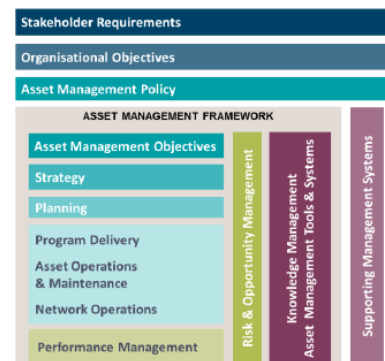 Stakeholder Requirements
Organisational Objectives
Asset Management Policy
ASSET MANAGEMENT FRAMEWORK
Asset Management Objectives
Strategy
Planning
Program Delivery
Asset Operations
& Maintenance
Network Operations
Performance Management
Risk & Opportunity Management
Knowledge Management
Asset Management Tools & Systems
Supporting Management Systems